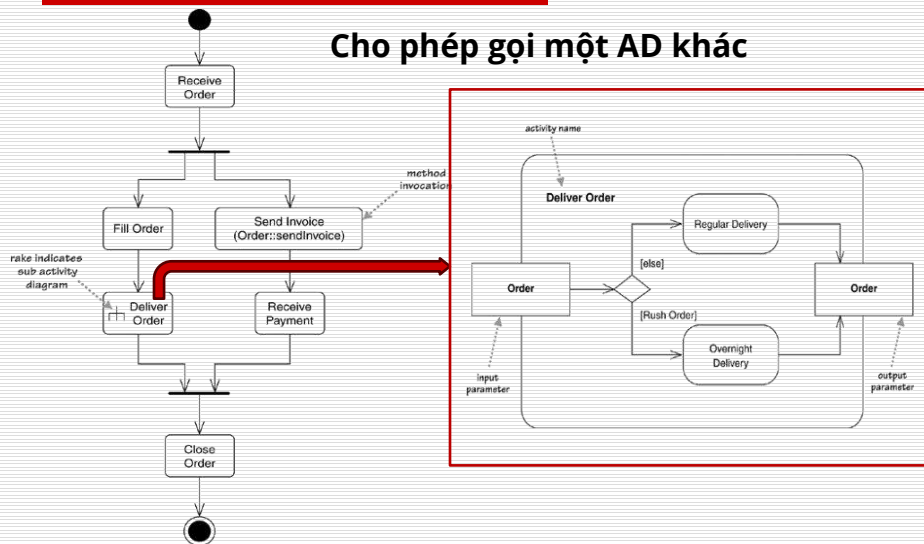 Cho phép gọi một AD khác
Receive
Order
method
invocation
Fill Order
Send Invoice
(Order::sendInvoice)
rake indicates
sub activity
diagram
Deliver
Order
Receive
Payment
Close
Order
activity name
Deliver Order
Regular Delivery
[else]
Order
Order
[Rush Order]
Overnight
Delivery
input
parameter
output
parameter